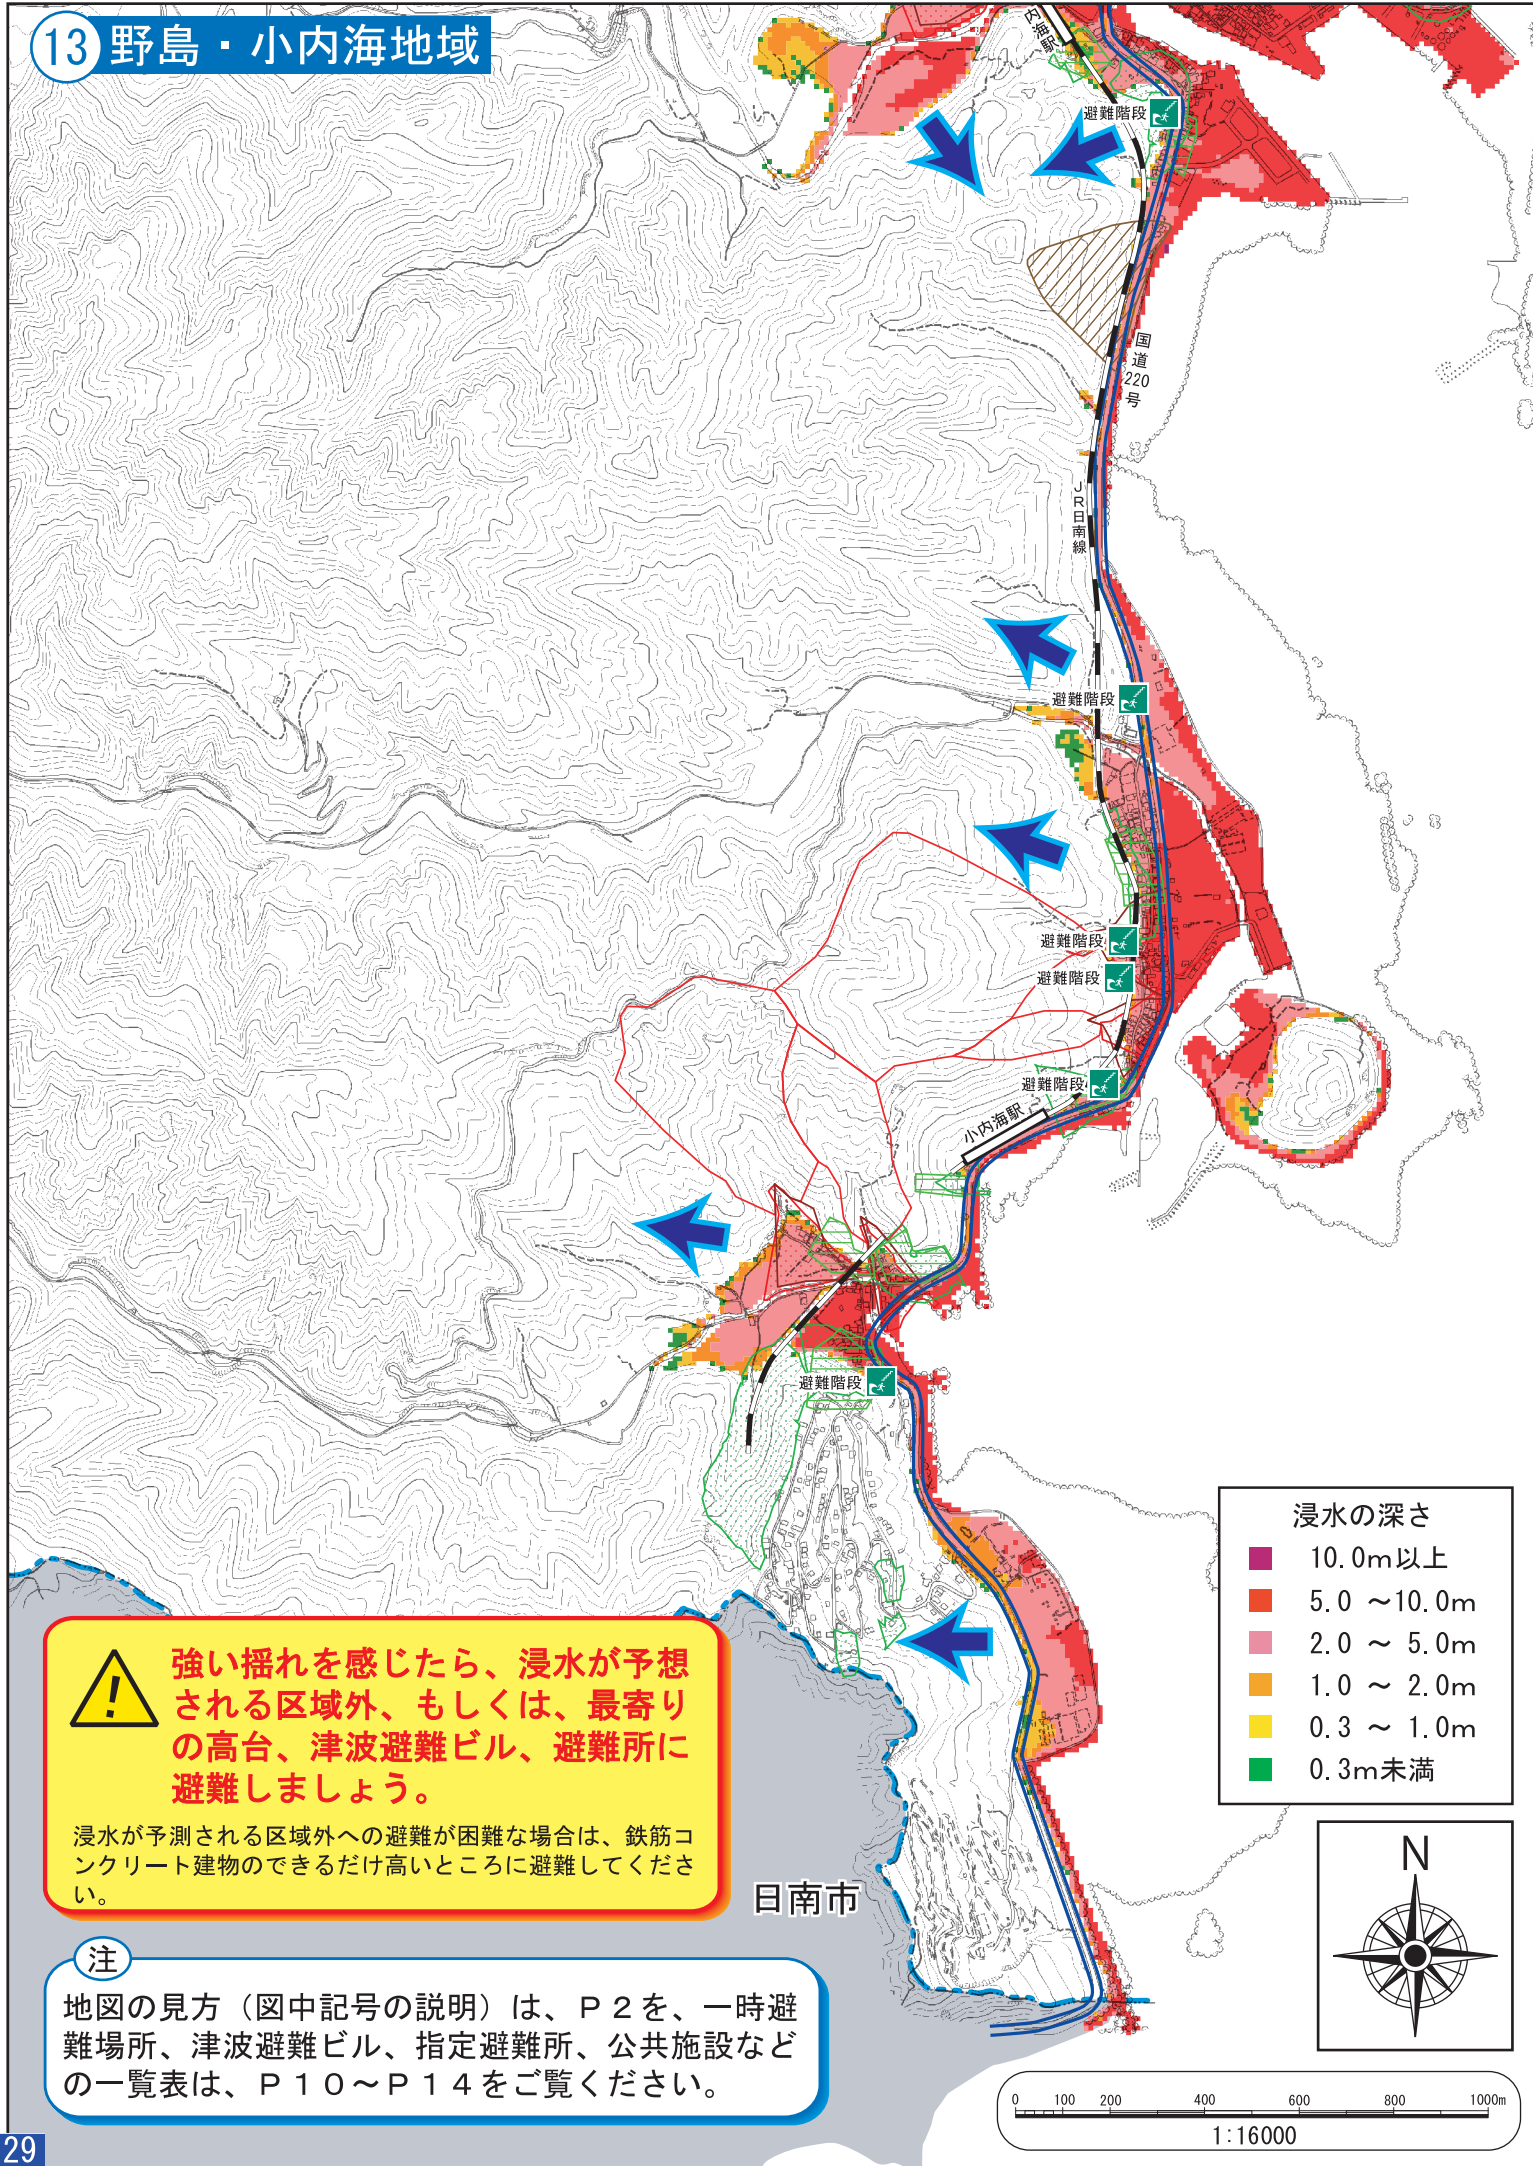 13 野島・小内海地域
内海駅
避難階段
国道220号
JR日南線
避難階段
避難階段
避難階段
避難階段
小内海駅
避難階段
浸水の深さ
10.0m以上
5.0 ～10.0m
2.0 ～ 5.0m
1.0 ～ 2.0m
0.3 ～ 1.0m
0.3m未満
強い揺れを感じたら、浸水が予想
される区域外、もしくは、最寄り
の高台、津波避難ビル、避難所に
避難しましょう。
浸水が予測される区域外への避難が困難な場合は、鉄筋コ
ンクリート建物のできるだけ高いところに避難してくださ
い。
日南市
注
地図の見方（図中記号の説明）は、Ｐ２を、一時避
難場所、津波避難ビル、指定避難所、公共施設など
の一覧表は、Ｐ１０～Ｐ１４をご覧ください。
N
0 100 200 400 600 800 1000m
1:16000
29